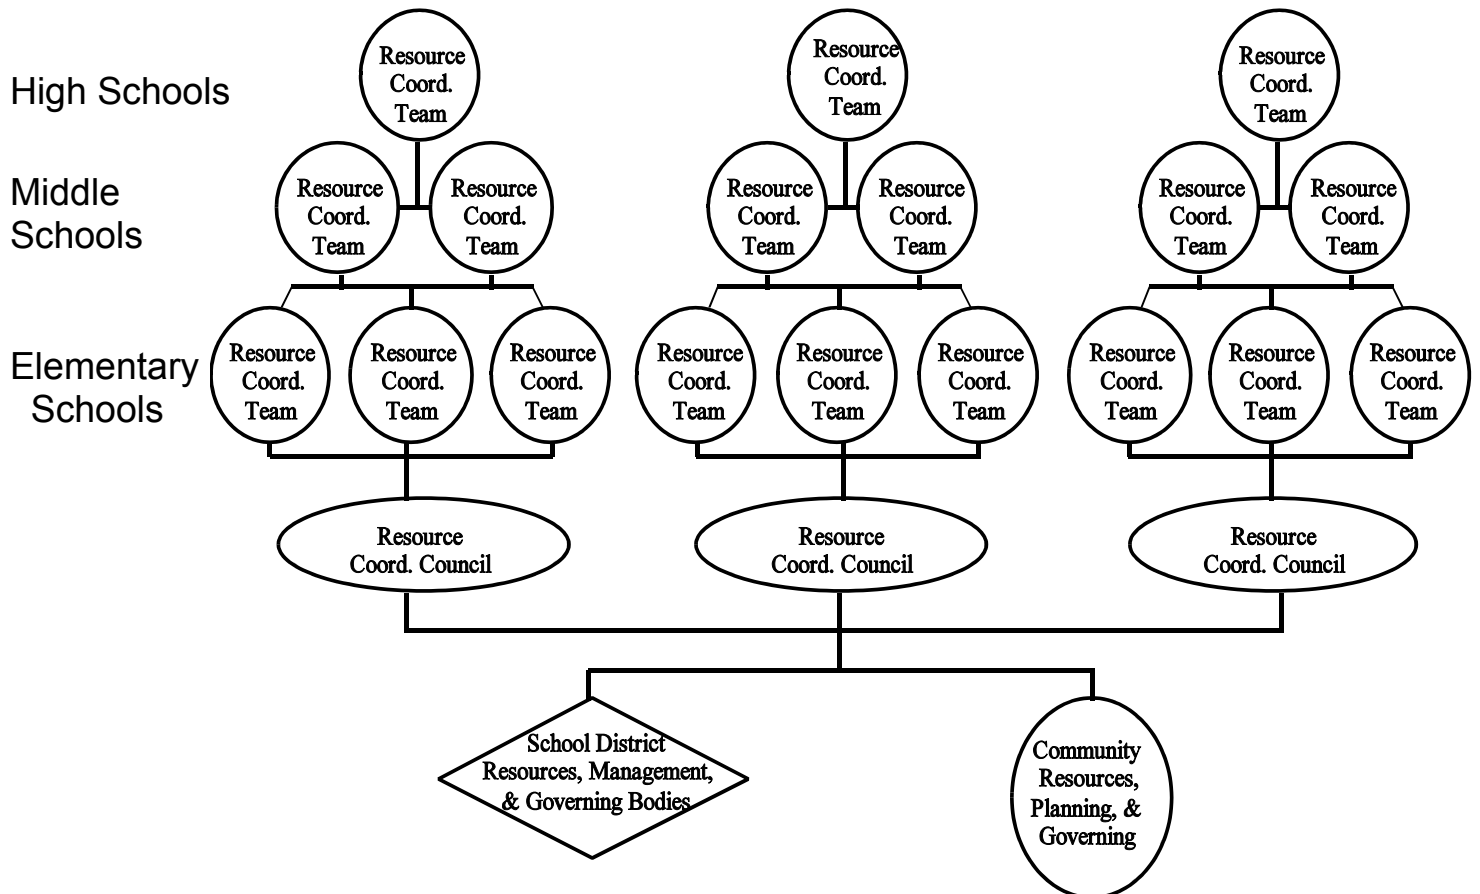 High Schools
Resource
Coord.
Team
Resource
Coord.
Team
Resource
Coord.
Team
Middle
Schools
Resource
Coord.
Team
Resource
Coord.
Team
Resource
Coord.
Team
Resource
Coord.
Team
Resource
Coord.
Team
Resource
Coord.
Team
Elementary
Schools
Resource
Coord.
Team
Resource
Coord.
Team
Resource
Coord.
Team
Resource
Coord.
Team
Resource
Coord.
Team
Resource
Coord.
Team
Resource
Coord.
Team
Resource
Coord.
Team
Resource
Coord.
Team
Resource
Coord. Council
Resource
Coord. Council
Resource
Coord. Council
School District
Resources, Management,
& Governing Bodies
Community
Resources,
Planning, &
Governing